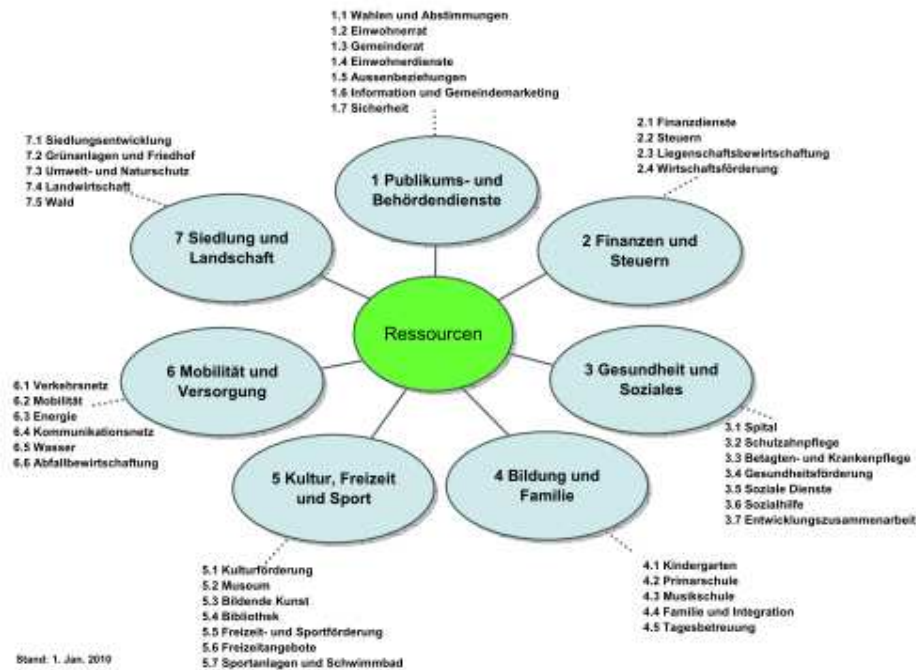 1.1 Wahlen und Abstimmungen
1.2 Einwohnerrat
1.3 Gemeinderat
1.4 Einwohnerdienste
1.5 Aussenbeziehungen
1.6 Information und Gemeindemarketing
1.7 Sicherheit
1 Publikums- und
Behördendienste
2.1 Finanzdienste
2.2 Steuern
2.3 Liegenschaftsbewirtschaftung
2.4 Wirtschaftsförderung
2 Finanzen und
Steuern
3 Gesundheit und
Soziales
3.1 Spital
3.2 Schulzahnpflege
3.3 Betagten- und Krankenpflege
3.4 Gesundheitsförderung
3.5 Soziale Dienste
3.6 Sozialhilfe
3.7 Entwicklungszusammenarbeit
4 Bildung und
Familie
4.1 Kindergarten
4.2 Primarschule
4.3 Musikschule
4.4 Familie und Integration
4.5 Tagesbetreuung
5 Kultur, Freizeit
und Sport
5.1 Kulturförderung
5.2 Museum
5.3 Bildende Kunst
5.4 Bibliothek
5.5 Freizeit- und Sportförderung
5.6 Freizeitangebote
5.7 Sportanlagen und Schwimmbad
6 Mobilität und
Versorgung
6.1 Verkehrsnetz
6.2 Mobilität
6.3 Energie
6.4 Kommunikationsnetz
6.5 Wasser
6.6 Abfallbewirtschaftung
7.1 Siedlungsentwicklung
7.2 Grünanlagen und Friedhof
7.3 Umwelt- und Naturschutz
7.4 Landwirtschaft
7.5 Wald
7 Siedlung und
Landschaft
Ressourcen
Stand: 1. Jan. 2010